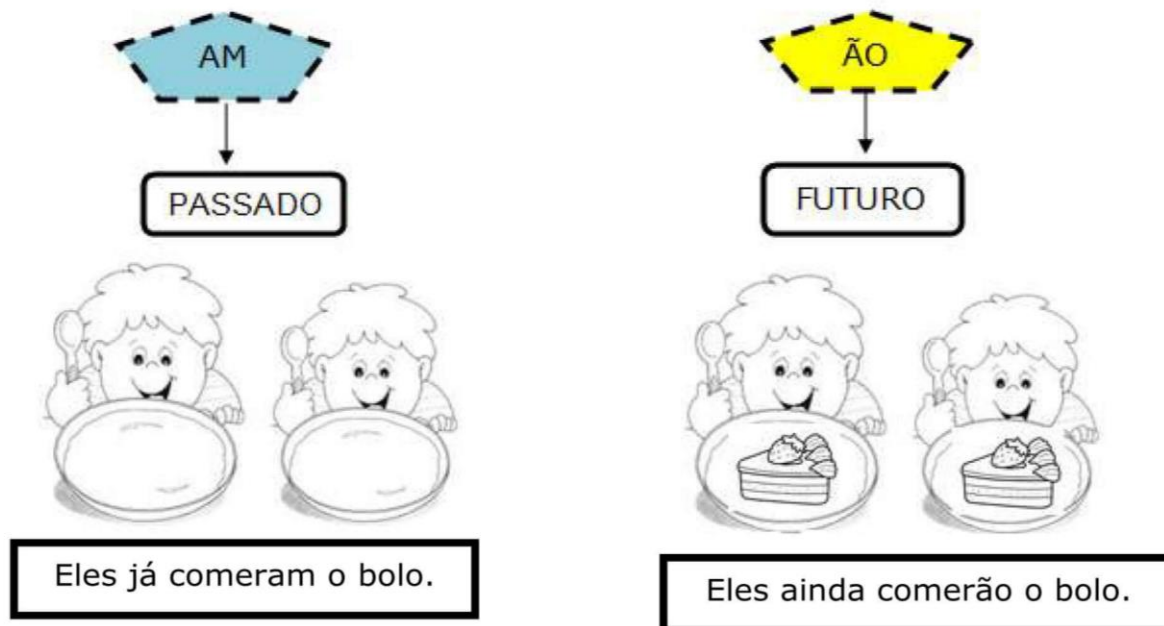 AM
PASSADO
Eles já comeram o bolo.
ÃO
FUTURO
Eles ainda comerão o bolo.